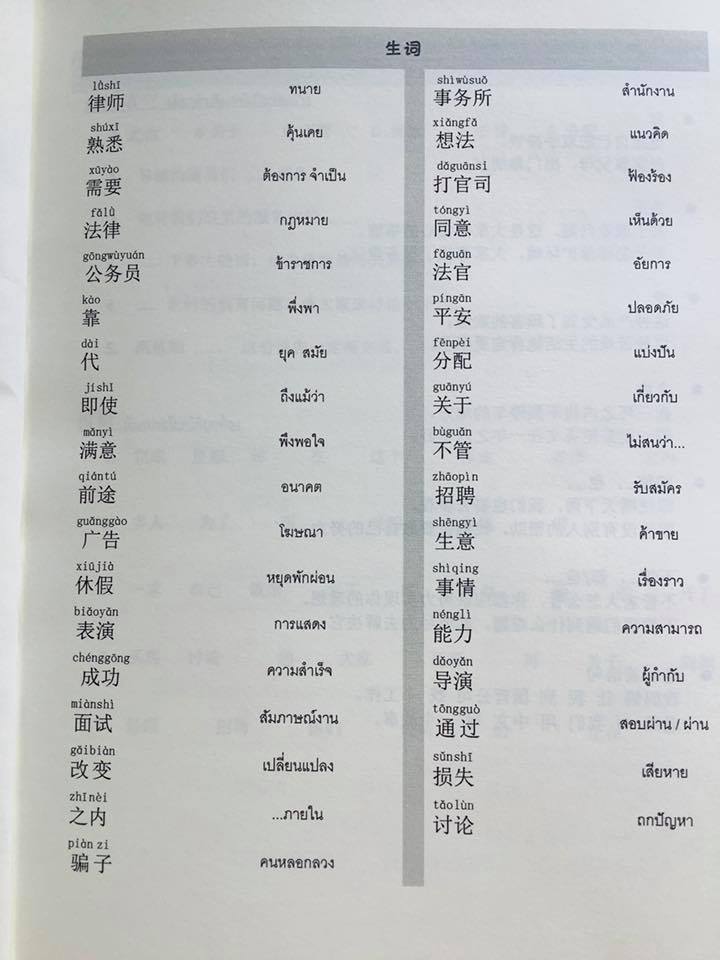 生词
lǜshī
律师 ทนาย
shúxī
熟悉 คุ้นเคย
xūyào
需要 ต้องการ จำเป็น
fǎlǜ
法律 กฎหมาย
gōngwùyuán
公务员 ข้าราชการ
kào
靠 พึ่งพา
dài
代 ยุค สมัย
jíshǐ
即使 ถึงแม้ว่า
mǎnyì
满意 พึงพอใจ
qiántú
前途 อนาคต
guǎnggào
广告 โฆษณา
xiūjià
休假 หยุดพักผ่อน
biǎoyǎn
表演 การแสดง
chénggōng
成功 ความสำเร็จ
miànshì
面试 สัมภาษณ์งาน
gǎibiàn
改变 เปลี่ยนแปลง
zhīnèi
之内 ...ภายใน
piàn zi
骗子 คนหลอกลวง
shìwùsuǒ
事务所 สำนักงาน
xiǎngfǎ
想法 แนวคิด
dǎguānsi
打官司 ฟ้องร้อง
tóngyì
同意 เห็นด้วย
fǎguān
法官 อัยการ
píngān
平安 ปลอดภัย
fēnpèi
分配 แบ่งปัน
guānyú
关于 เกี่ยวกับ
bùguǎn
不管 ไม่สนว่า...
zhāopìn
招聘 รับสมัคร
shēngyì
生意 ค้าขาย
shìqing
事情 เรื่องราว
nénglì
能力 ความสามารถ
dǎoyǎn
导演 ผู้กำกับ
tōngguò
通过 สอบผ่าน / ผ่าน
sǔnshī
损失 เสียหาย
tǎolùn
讨论 ถกปัญหา